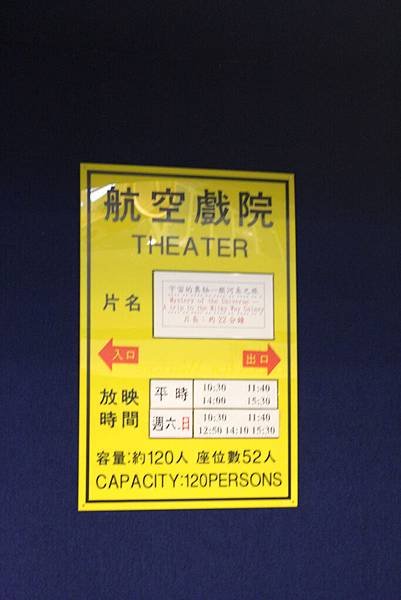 航空戲院
THEATER
片名
宇宙的奧秘—銀河系之旅
Mystery of the Universe —
A trip to the Milky Way Galaxy
片長：約22分鐘
入口
出口
放映時間
平時
10:30 11:40
14:00 15:30
週六.日
10:30 11:40
12:50 14:10 15:30
容量:約120人 座位數52人
CAPACITY:120PERSONS